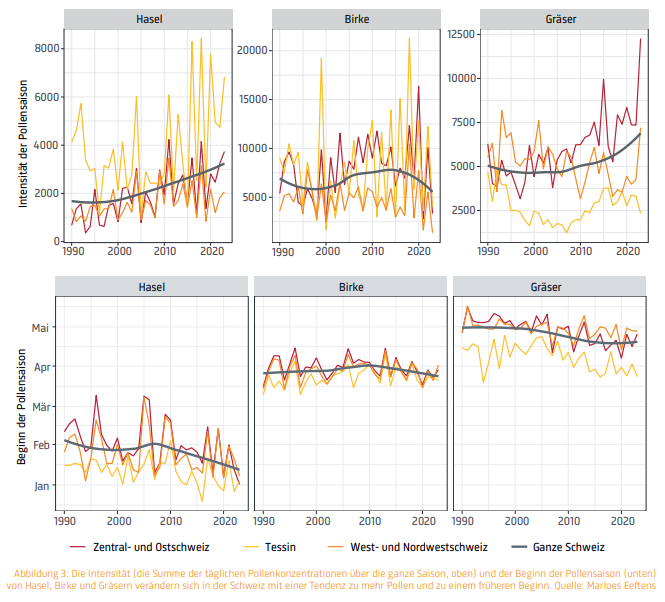 Hasel
Birke
Gräser
Intensität der Pollensaison
8000
6000
4000
2000
0
20000
15000
10000
5000
12500
10000
7500
5000
2500
1990 2000 2010 2020
1990 2000 2010 2020
1990 2000 2010 2020
Hasel
Birke
Gräser
Beginn der Pollensaison
Mai
Apr
Mär
Feb
Jan
1990 2000 2010 2020
1990 2000 2010 2020
1990 2000 2010 2020
Zentral- und Ostschweiz Tessin West- und Nordwestschweiz Ganze Schweiz
Abbildung 3: Die Intensität (die Summe der täglichen Pollenkonzentrationen über die ganze Saison, oben) und der Beginn der Pollensaison (unten)
von Hasel, Birke und Gräsern verändern sich in der Schweiz mit einer Tendenz zu mehr Pollen und zu einem früheren Beginn. Quelle: Marloes Eeftens